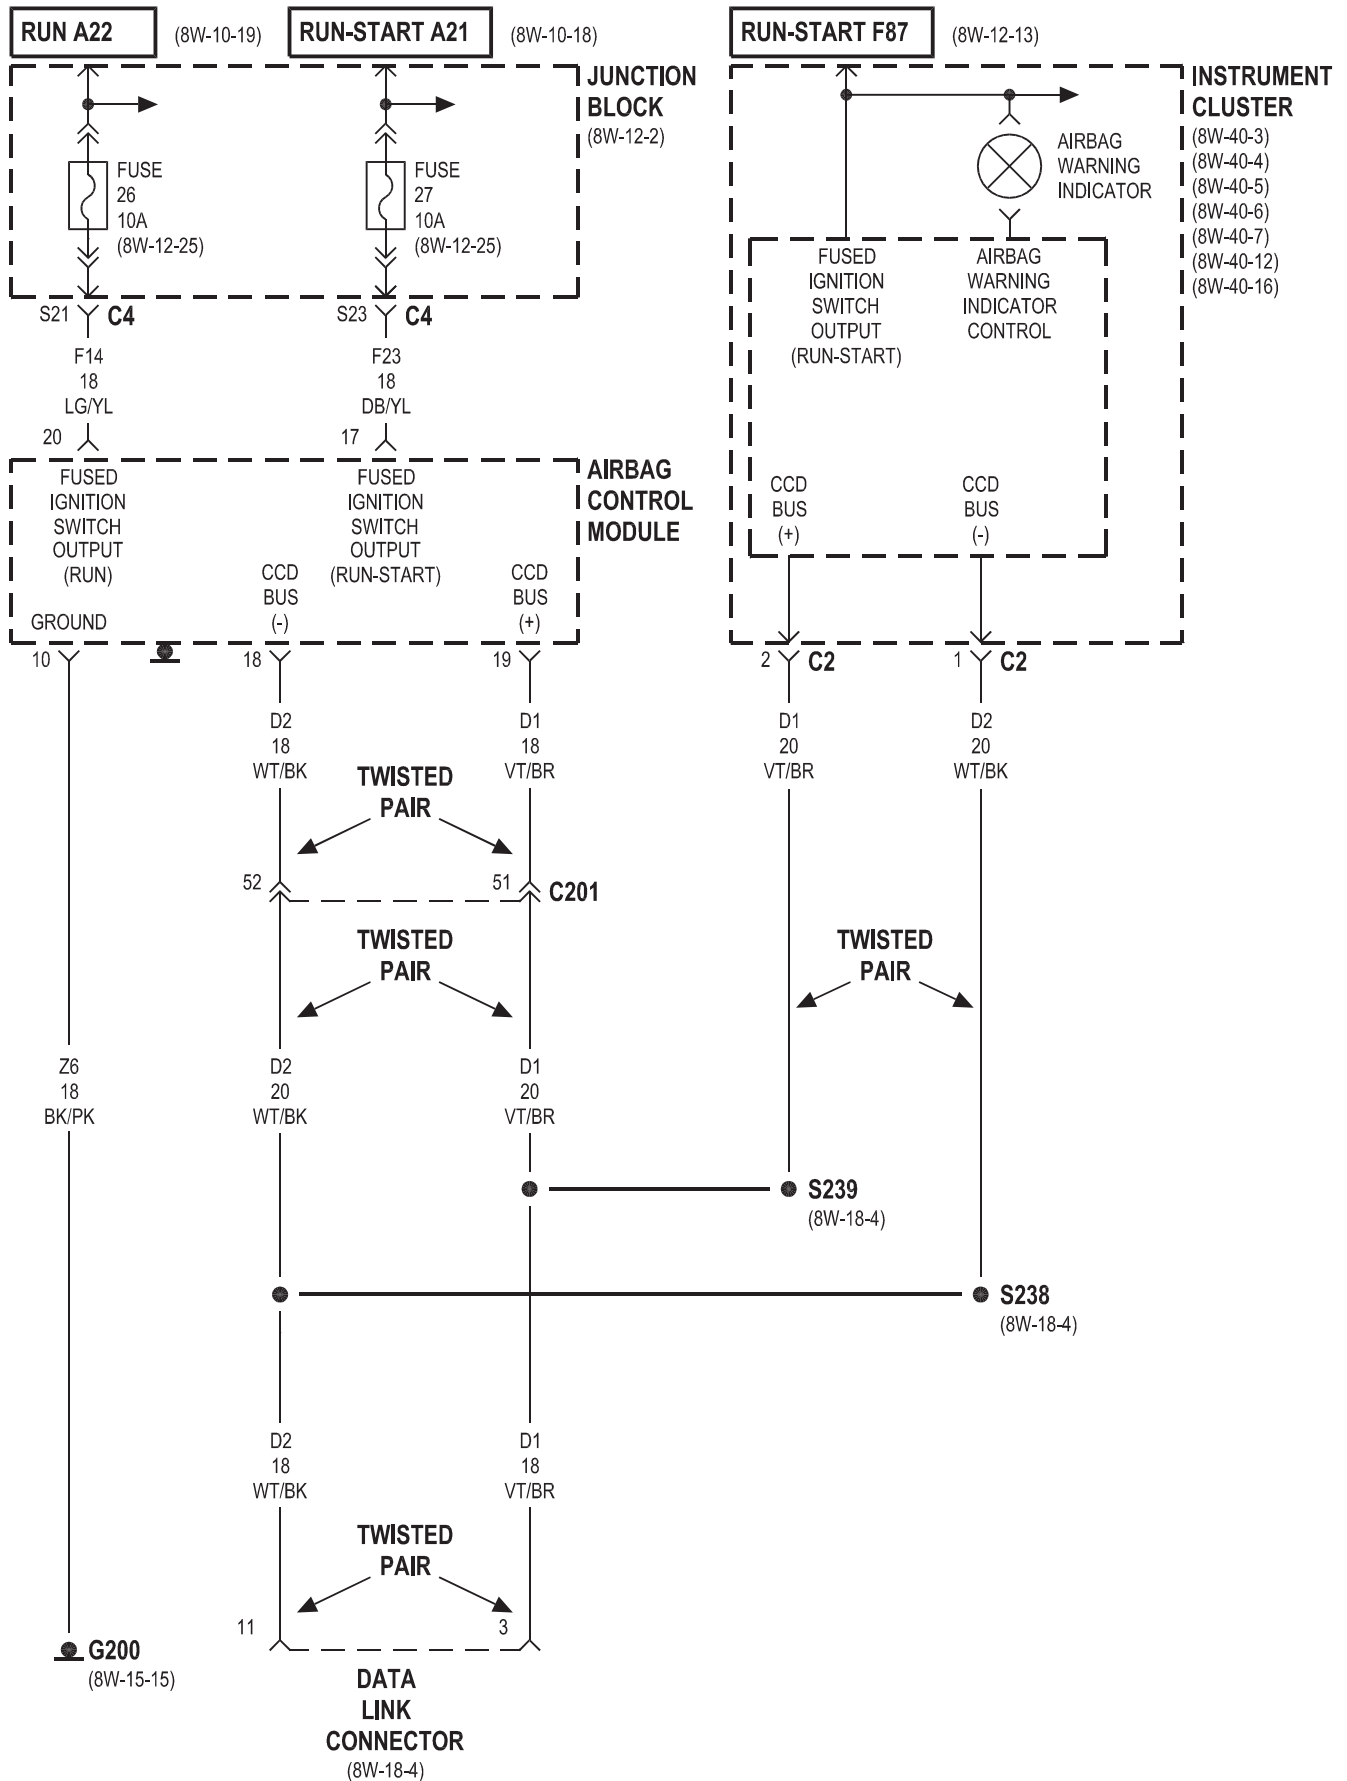 RUN A22
(8W-10-19)
RUN-START A21
(8W-10-18)
RUN-START F87
(8W-12-13)
JUNCTION
BLOCK
(8W-12-2)
FUSE
26
10A
(8W-12-25)
FUSE
27
10A
(8W-12-25)
S21
C4
S23
C4
INSTRUMENT
CLUSTER
(8W-40-3)
(8W-40-4)
(8W-40-5)
(8W-40-6)
(8W-40-7)
(8W-40-12)
(8W-40-16)
AIRBAG
WARNING
INDICATOR
FUSED
IGNITION
SWITCH
OUTPUT
(RUN-START)
AIRBAG
WARNING
INDICATOR
CONTROL
F14
18
LG/YL
20
F23
18
DB/YL
17
AIRBAG
CONTROL
MODULE
FUSED
IGNITION
SWITCH
OUTPUT
(RUN)
FUSED
IGNITION
SWITCH
OUTPUT
(RUN-START)
GROUND
CCD
BUS
(-)
CCD
BUS
(+)
CCD
BUS
(+)
CCD
BUS
(-)
10
18
19
2
C2
1
C2
D2
18
WT/BK
D1
18
VT/BR
D1
20
VT/BR
D2
20
WT/BK
TWISTED
PAIR
52
51
C201
TWISTED
PAIR
TWISTED
PAIR
Z6
18
BK/PK
D2
20
WT/BK
D1
20
VT/BR
S239
(8W-18-4)
S238
(8W-18-4)
D2
18
WT/BK
D1
18
VT/BR
TWISTED
PAIR
11
3
G200
(8W-15-15)
DATA
LINK
CONNECTOR
(8W-18-4)